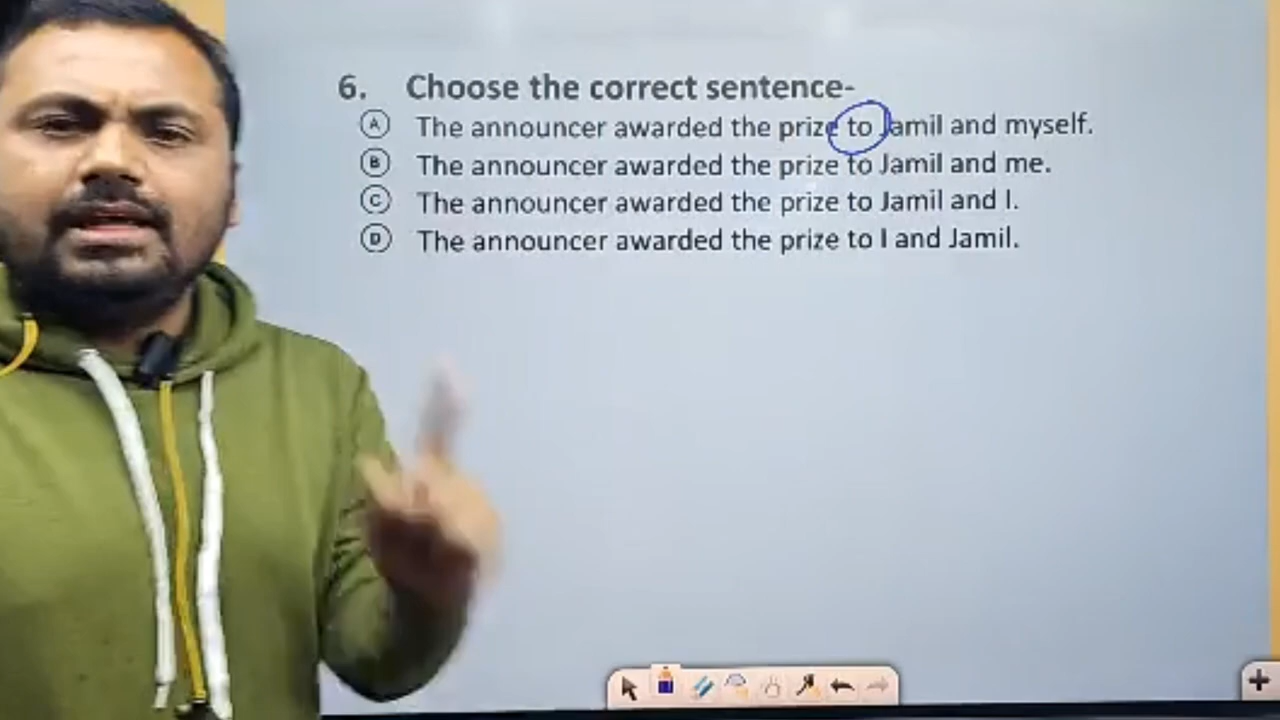 6. Choose the correct sentence-
A The announcer awarded the prize to Jamil and myself.
B The announcer awarded the prize to Jamil and me.
C The announcer awarded the prize to Jamil and I.
D The announcer awarded the prize to I and Jamil.